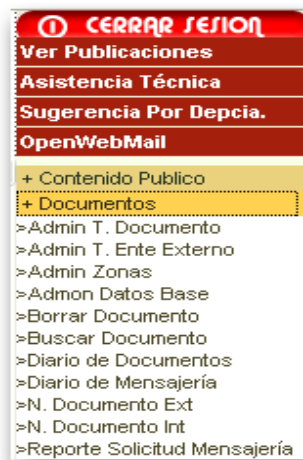 CERRAR SESION
Ver Publicaciones
Asistencia Técnica
Sugerencia Por Depcia.
OpenWebMail
+ Contenido Publico
+ Documentos
>Admin T. Documento
>Admin T. Ente Externo
>Admin Zonas
>Admon Datos Base
>Borrar Documento
>Buscar Documento
>Diario de Documentos
>Diario de Mensajería
>N. Documento Ext
>N. Documento Int
>Reporte Solicitud Mensajería